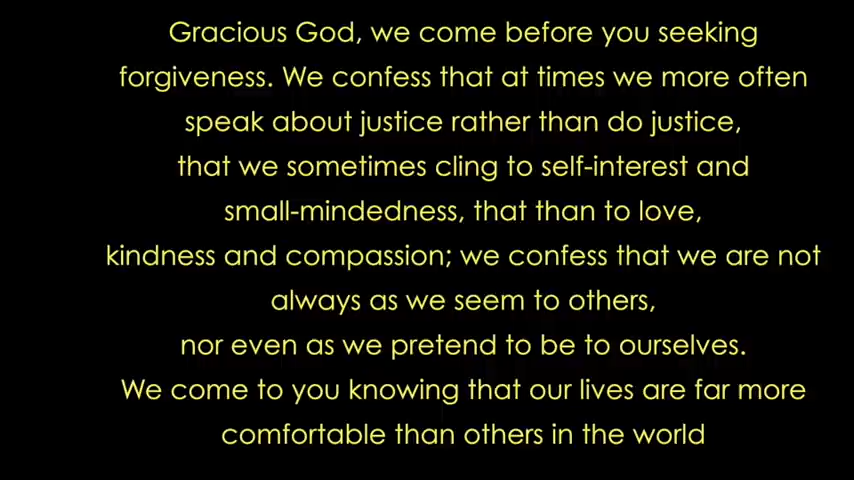 Gracious God, we come before you seeking
forgiveness. We confess that at times we more often
speak about justice rather than do justice,
that we sometimes cling to self-interest and
small-mindedness, that than to love,
kindness and compassion; we confess that we are not
always as we seem to others,
nor even as we pretend to be to ourselves.
We come to you knowing that our lives are far more
comfortable than others in the world